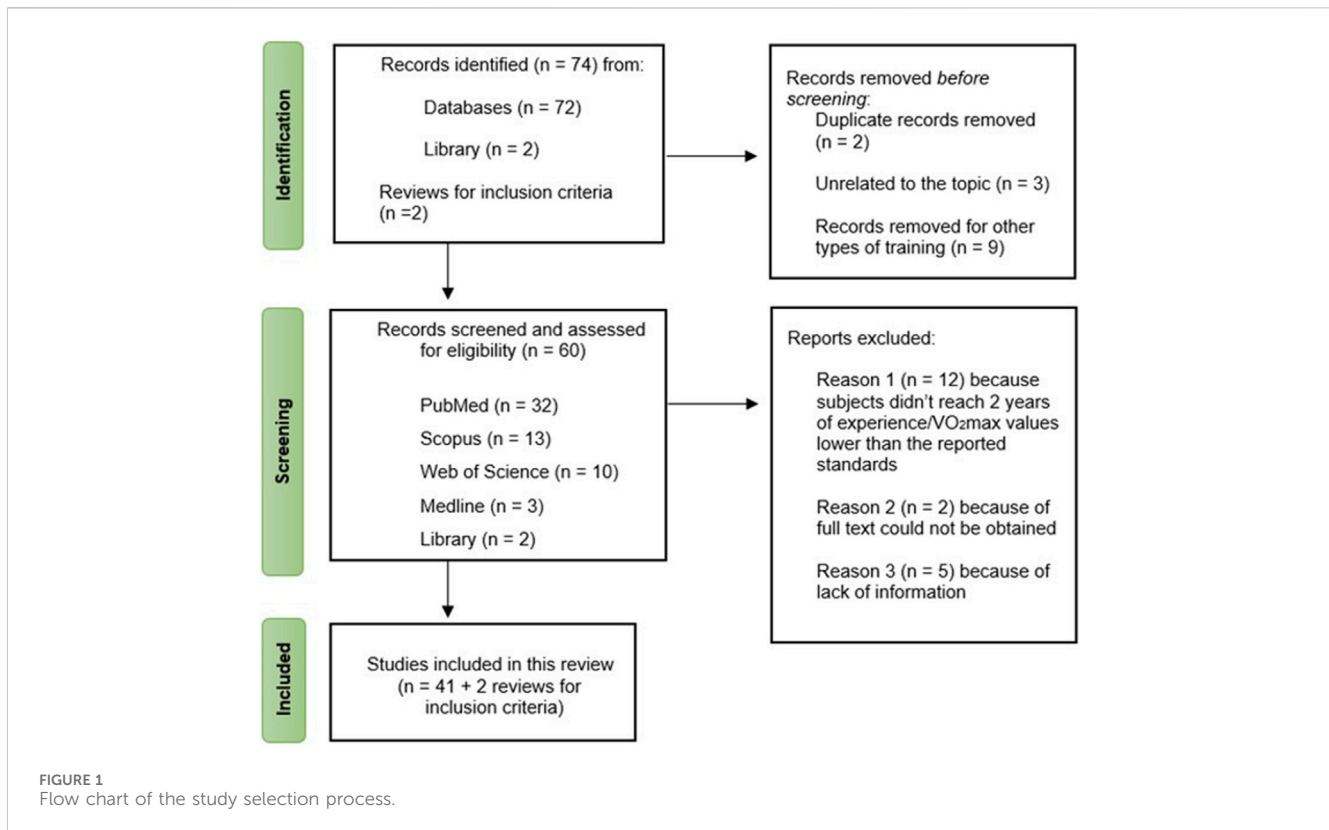 Identification
Records identified (n = 74) from:
Databases (n = 72)
Library (n = 2)
Reviews for inclusion criteria
(n =2)
Records removed before
screening:
Duplicate records removed
(n = 2)
Unrelated to the topic (n = 3)
Records removed for other
types of training (n = 9)
Screening
Records screened and assessed
for eligibility (n = 60)
PubMed (n = 32)
Scopus (n = 13)
Web of Science (n = 10)
Medline (n = 3)
Library (n = 2)
Reports excluded:
Reason 1 (n = 12) because
subjects didn’t reach 2 years
of experience/VO₂max values
lower than the reported
standards
Reason 2 (n = 2) because of
full text could not be obtained
Reason 3 (n = 5) because of
lack of information
Included
Studies included in this review
(n = 41 + 2 reviews for
inclusion criteria)
FIGURE 1
Flow chart of the study selection process.